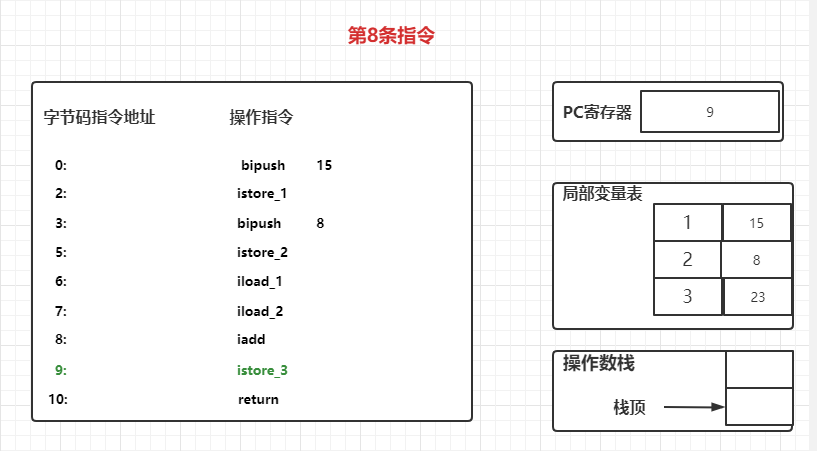 第8条指令
字节码指令地址 操作指令
0: bipush 15
2: istore_1
3: bipush 8
5: istore_2
6: iload_1
7: iload_2
8: iadd
9: istore_3
10: return
PC寄存器 9
局部变量表
1 15
2 8
3 23
操作数栈
栈顶